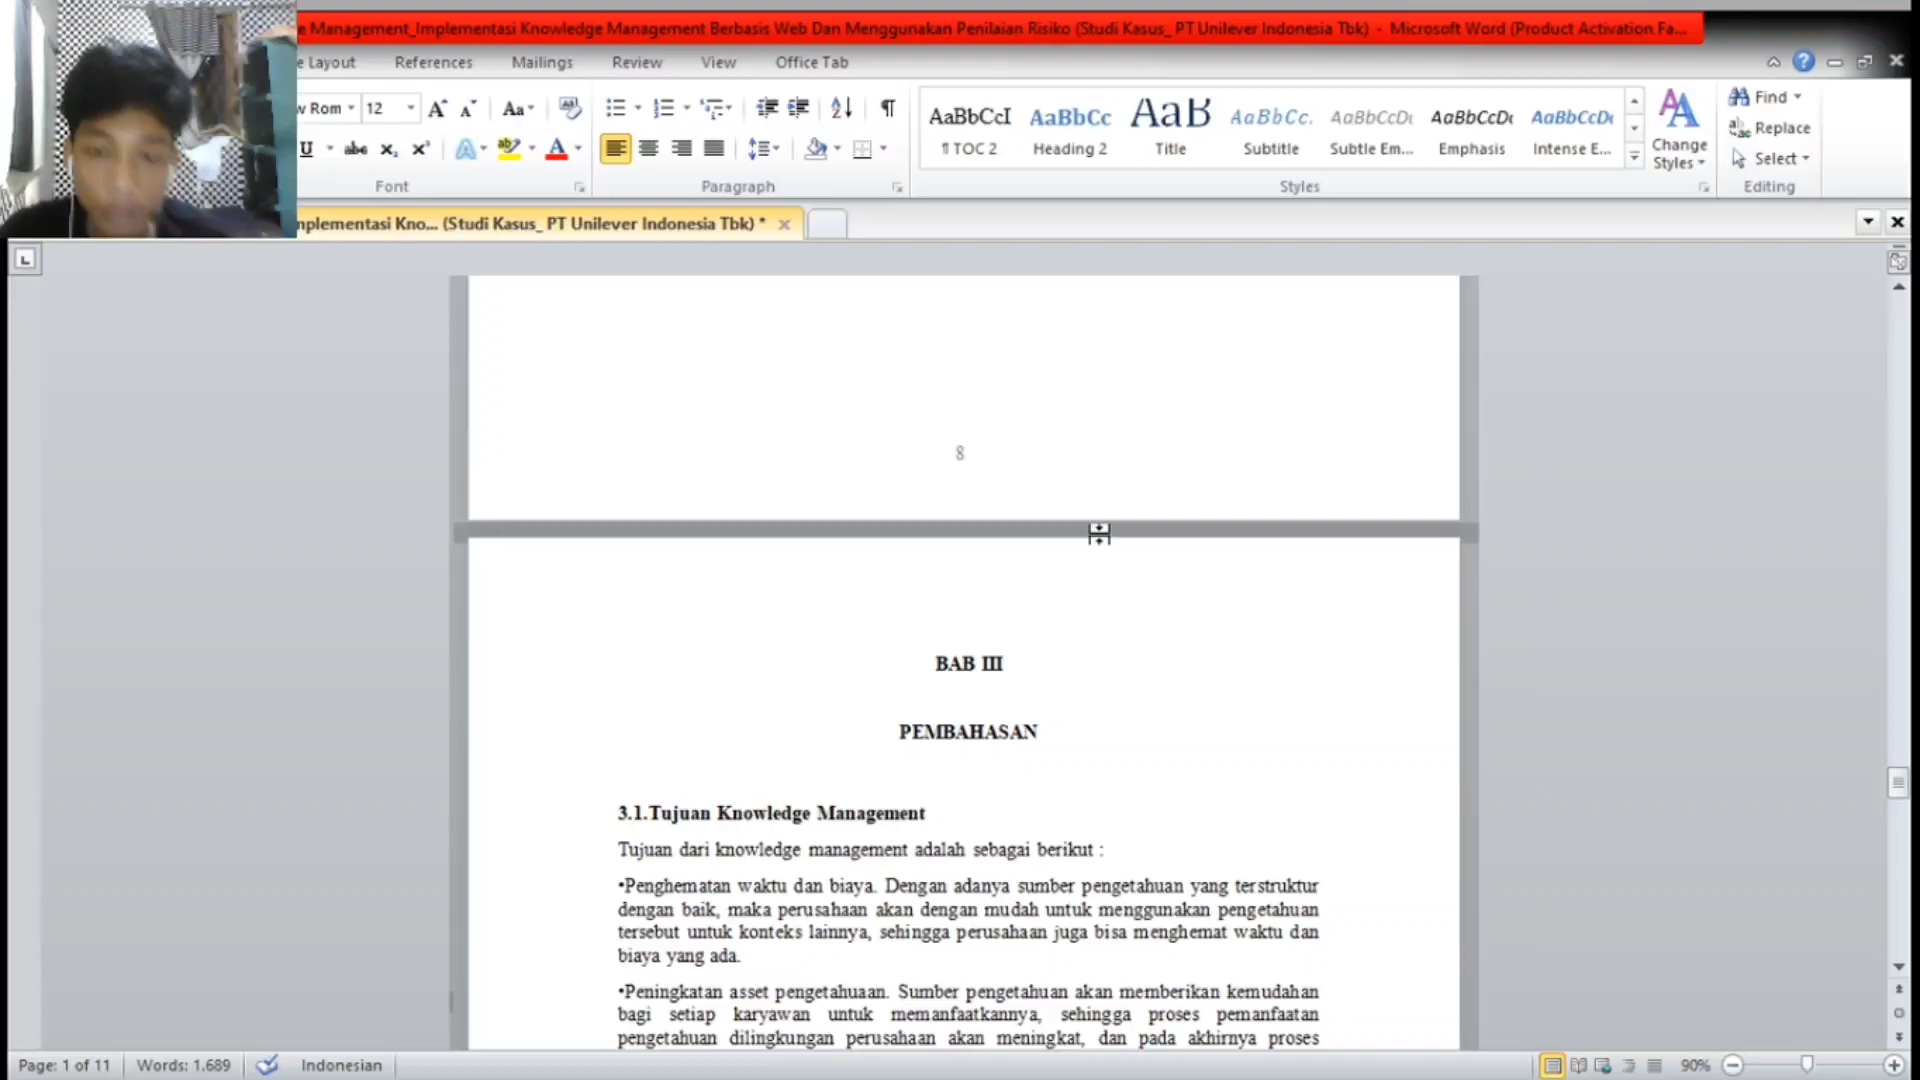 e Management_Implementasi Knowledge Management Berbasis Web Dan Menggunakan Penilaian Risiko (Studi Kasus_ PT Unilever Indonesia Tbk) - Microsoft Word (Product Activation Fa...
e Layout References Mailings Review View Office Tab
w Rom 12 Aa
AaBbCcI AaBbCc AaB AaBbCc. AaBbCcDc AaBbCcDc AaBbCcDc
¶ TOC 2 Heading 2 Title Subtitle Subtle Em... Emphasis Intense E...
Change Styles
Find
Replace
Select
Font Paragraph Styles Editing
mplementasi Kno... (Studi Kasus_ PT Unilever Indonesia Tbk) *
8
BAB III
PEMBAHASAN
3.1.Tujuan Knowledge Management
Tujuan dari knowledge management adalah sebagai berikut :
•Penghematan waktu dan biaya. Dengan adanya sumber pengetahuan yang terstruktur
dengan baik, maka perusahaan akan dengan mudah untuk menggunakan pengetahuan
tersebut untuk konteks lainnya, sehingga perusahaan juga bisa menghemat waktu dan
biaya yang ada.
•Peningkatan asset pengetahuaan. Sumber pengetahuan akan memberikan kemudahan
bagi setiap karyawan untuk memanfaatkannya, sehingga proses pemanfaatan
pengetahuan dilingkungan perusahaan akan meningkat, dan pada akhirnya proses
Page: 1 of 11 Words: 1.689 Indonesian 90%